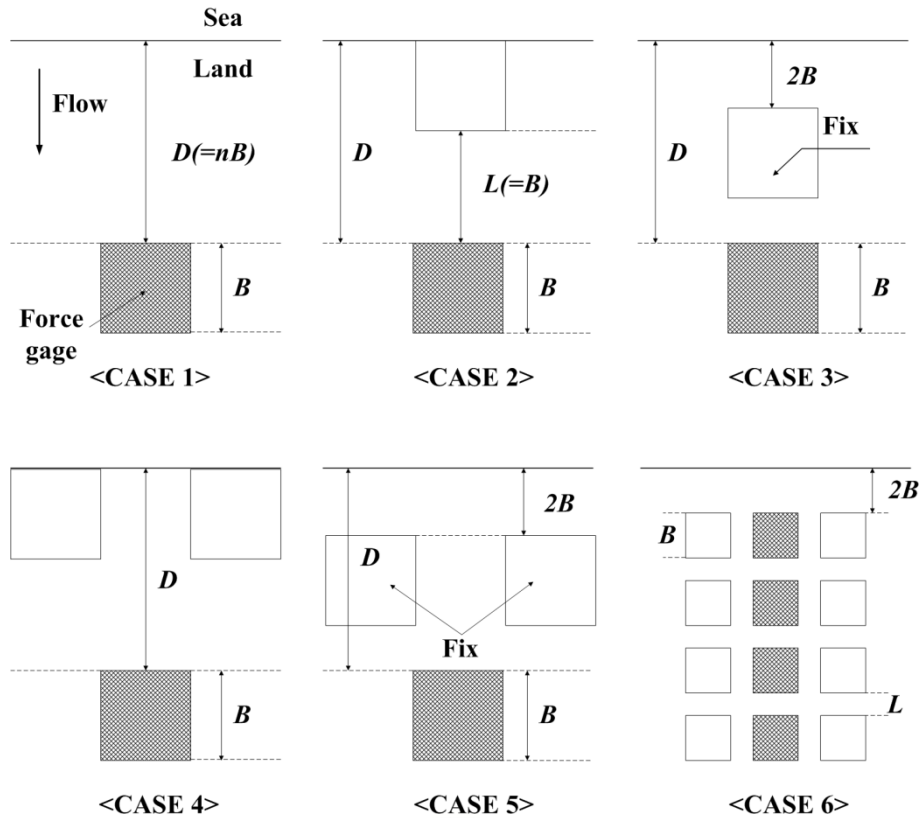 Sea
Land
Flow
D(=nB)
B
Force
gage
<CASE 1>
D
L(=B)
B
<CASE 2>
2B
Fix
D
B
<CASE 3>
D
B
<CASE 4>
2B
D
Fix
B
<CASE 5>
2B
B
L
<CASE 6>